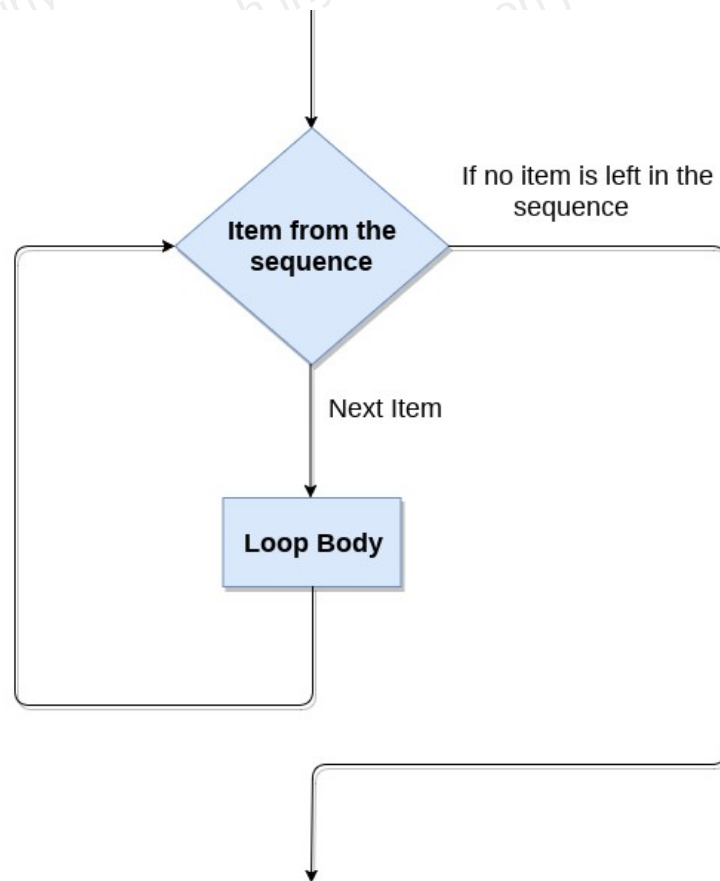 If no item is left in the
sequence
Item from the
sequence
Next Item
Loop Body